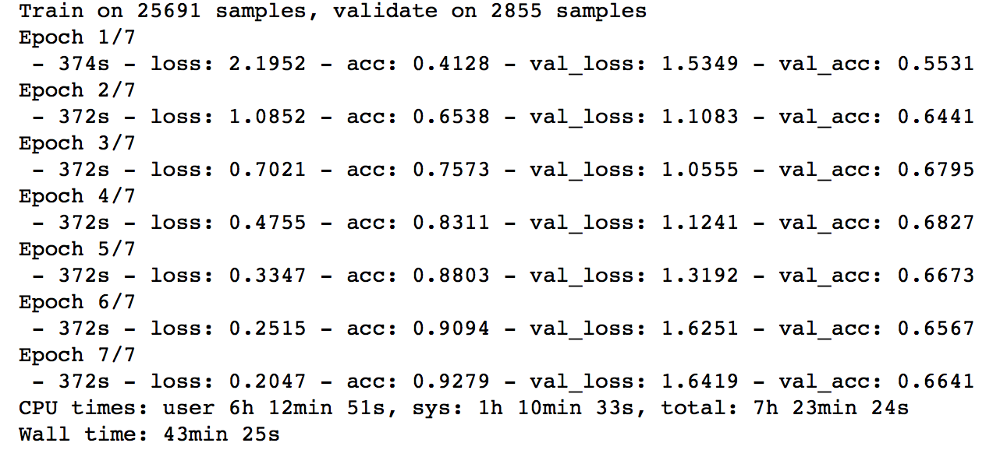 Train on 25691 samples, validate on 2855 samples
Epoch 1/7
 - 374s - loss: 2.1952 - acc: 0.4128 - val_loss: 1.5349 - val_acc: 0.5531
Epoch 2/7
 - 372s - loss: 1.0852 - acc: 0.6538 - val_loss: 1.1083 - val_acc: 0.6441
Epoch 3/7
 - 372s - loss: 0.7021 - acc: 0.7573 - val_loss: 1.0555 - val_acc: 0.6795
Epoch 4/7
 - 372s - loss: 0.4755 - acc: 0.8311 - val_loss: 1.1241 - val_acc: 0.6827
Epoch 5/7
 - 372s - loss: 0.3347 - acc: 0.8803 - val_loss: 1.3192 - val_acc: 0.6673
Epoch 6/7
 - 372s - loss: 0.2515 - acc: 0.9094 - val_loss: 1.6251 - val_acc: 0.6567
Epoch 7/7
 - 372s - loss: 0.2047 - acc: 0.9279 - val_loss: 1.6419 - val_acc: 0.6641
CPU times: user 6h 12min 51s, sys: 1h 10min 33s, total: 7h 23min 24s
Wall time: 43min 25s